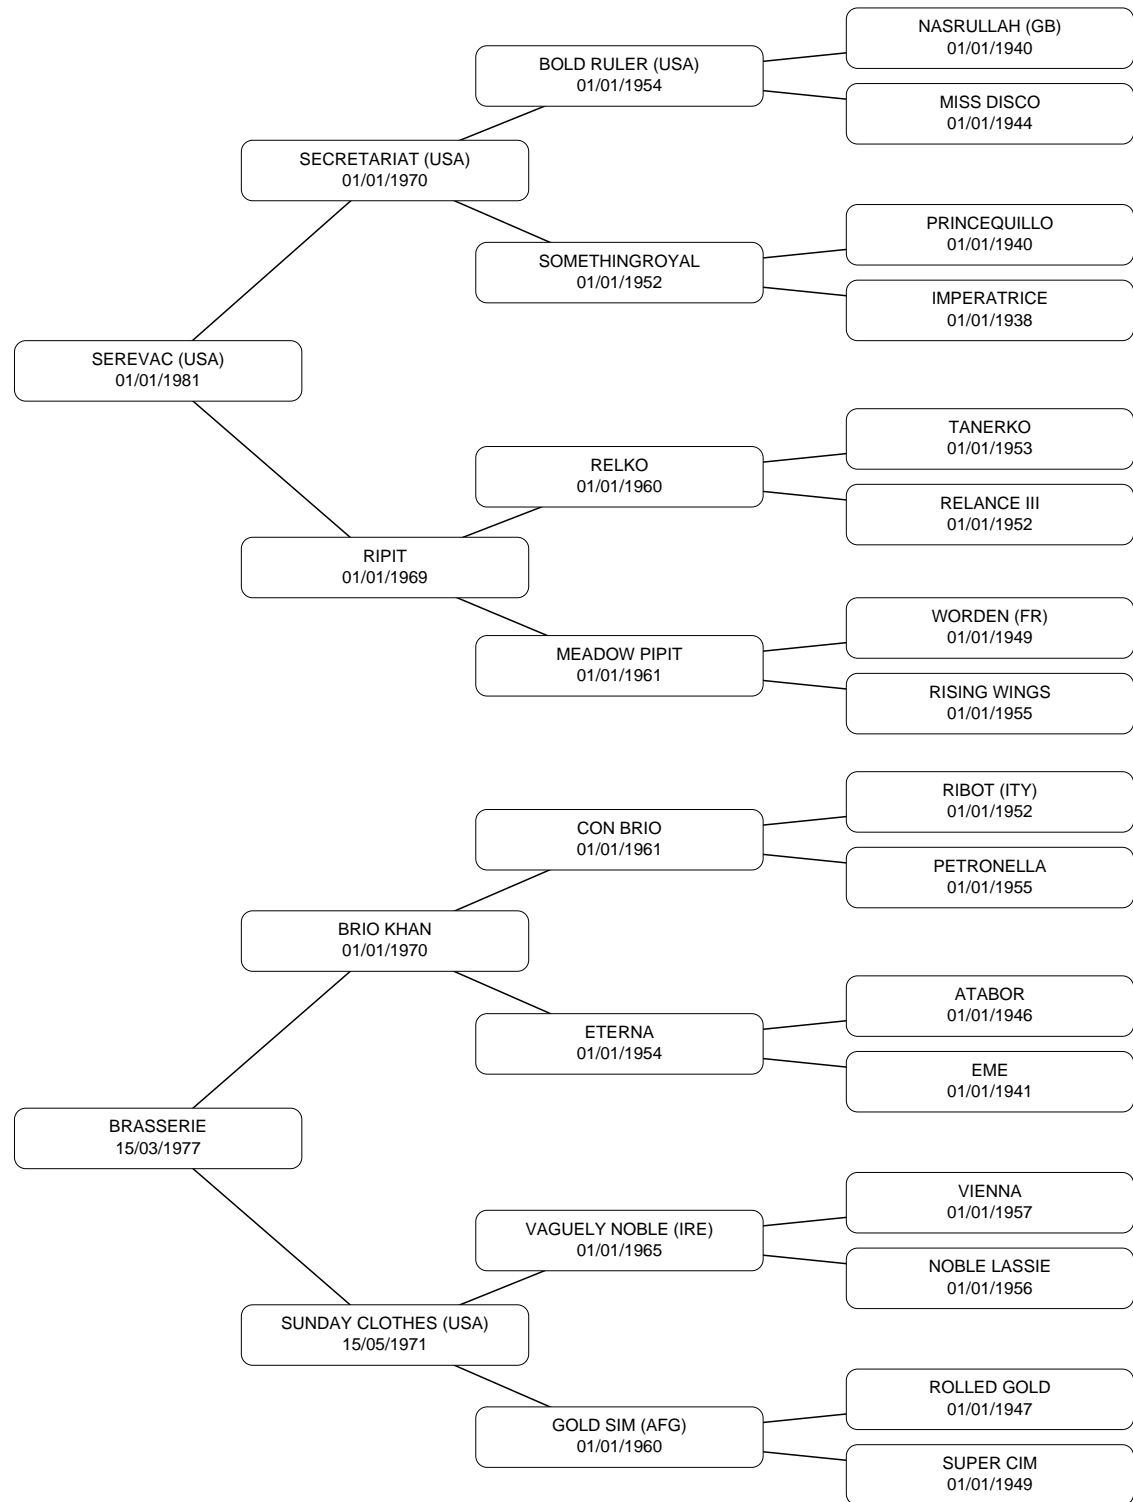 NASRULLAH (GB)
01/01/1940
BOLD RULER (USA)
01/01/1954
MISS DISCO
01/01/1944
SECRETARIAT (USA)
01/01/1970
PRINCEQUILLO
01/01/1940
SOMETHINGROYAL
01/01/1952
IMPERATRICE
01/01/1938
SEREVAC (USA)
01/01/1981
TANERKO
01/01/1953
RELKO
01/01/1960
RELANCE III
01/01/1952
RIPIT
01/01/1969
WORDEN (FR)
01/01/1949
MEADOW PIPIT
01/01/1961
RISING WINGS
01/01/1955
RIBOT (ITY)
01/01/1952
CON BRIO
01/01/1961
PETRONELLA
01/01/1955
BRIO KHAN
01/01/1970
ATABOR
01/01/1946
ETERNA
01/01/1954
EME
01/01/1941
BRASSERIE
15/03/1977
VIENNA
01/01/1957
VAGUELY NOBLE (IRE)
01/01/1965
NOBLE LASSIE
01/01/1956
SUNDAY CLOTHES (USA)
15/05/1971
ROLLED GOLD
01/01/1947
GOLD SIM (AFG)
01/01/1960
SUPER CIM
01/01/1949